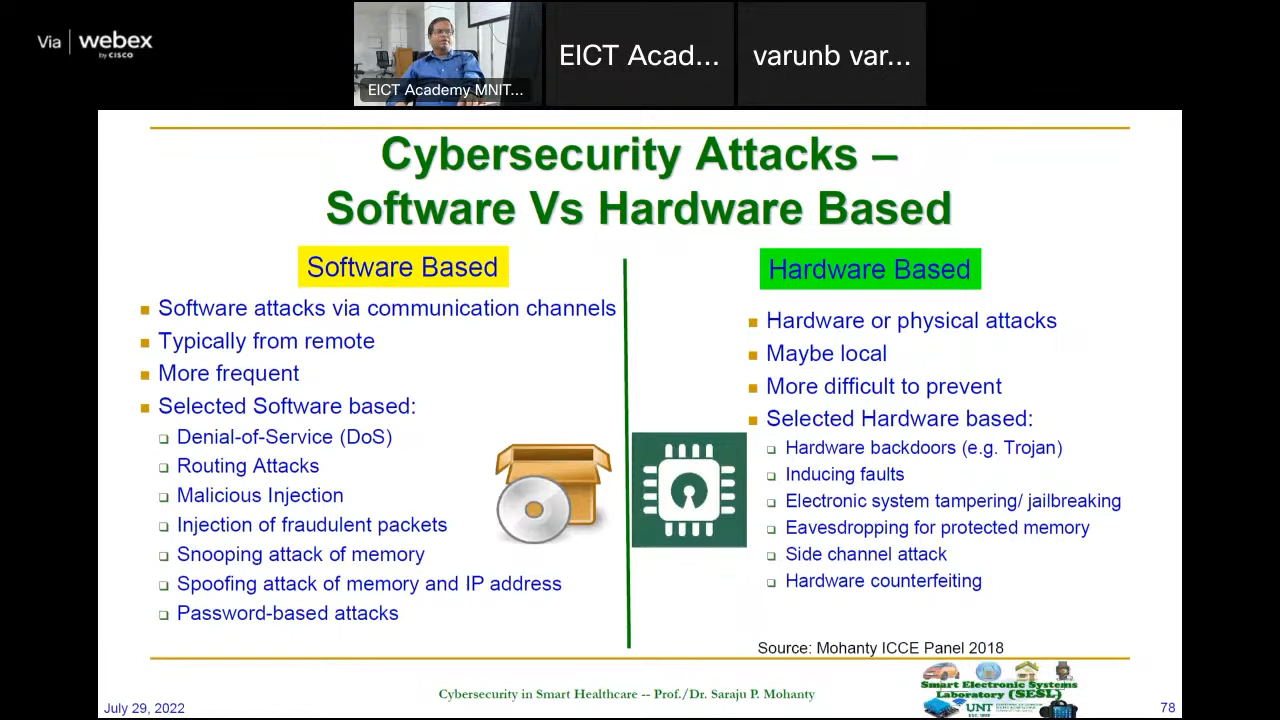 Via webex
by CISCO
EICT Academy MNIT...
EICT Acad...
varunb var...
Cybersecurity Attacks –
Software Vs Hardware Based
Software Based
Software attacks via communication channels
Typically from remote
More frequent
Selected Software based:
Denial-of-Service (DoS)
Routing Attacks
Malicious Injection
Injection of fraudulent packets
Snooping attack of memory
Spoofing attack of memory and IP address
Password-based attacks
Hardware Based
Hardware or physical attacks
Maybe local
More difficult to prevent
Selected Hardware based:
Hardware backdoors (e.g. Trojan)
Inducing faults
Electronic system tampering/ jailbreaking
Eavesdropping for protected memory
Side channel attack
Hardware counterfeiting
Source: Mohanty ICCE Panel 2018
July 29, 2022
Cybersecurity in Smart Healthcare -- Prof./Dr. Saraju P. Mohanty
Smart Electronic Systems
Laboratory (SESL)
UNT
78